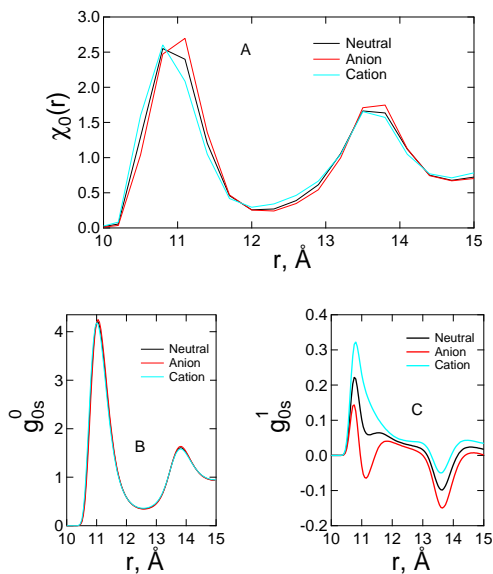 3.0
2.5
2.0
1.5
1.0
0.5
0.0
χ₀(r)
A
Neutral
Anion
Cation
10 11 12 13 14 15
r, Å
4
3
2
1
0
g⁰₀ₛ
Neutral
Anion
Cation
B
10 11 12 13 14 15
r, Å
0.4
0.3
0.2
0.1
0.0
-0.1
-0.2
g¹₀ₛ
Neutral
Anion
Cation
C
10 11 12 13 14 15
r, Å